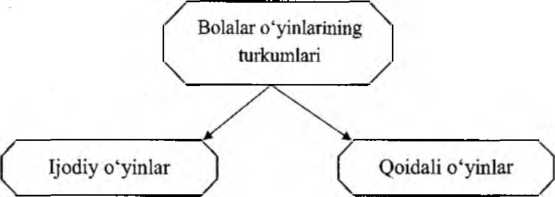 Bolalar o‘yinlarining
turkumlari
Ijodiy o‘yinlar
Qoidali o‘yinlar